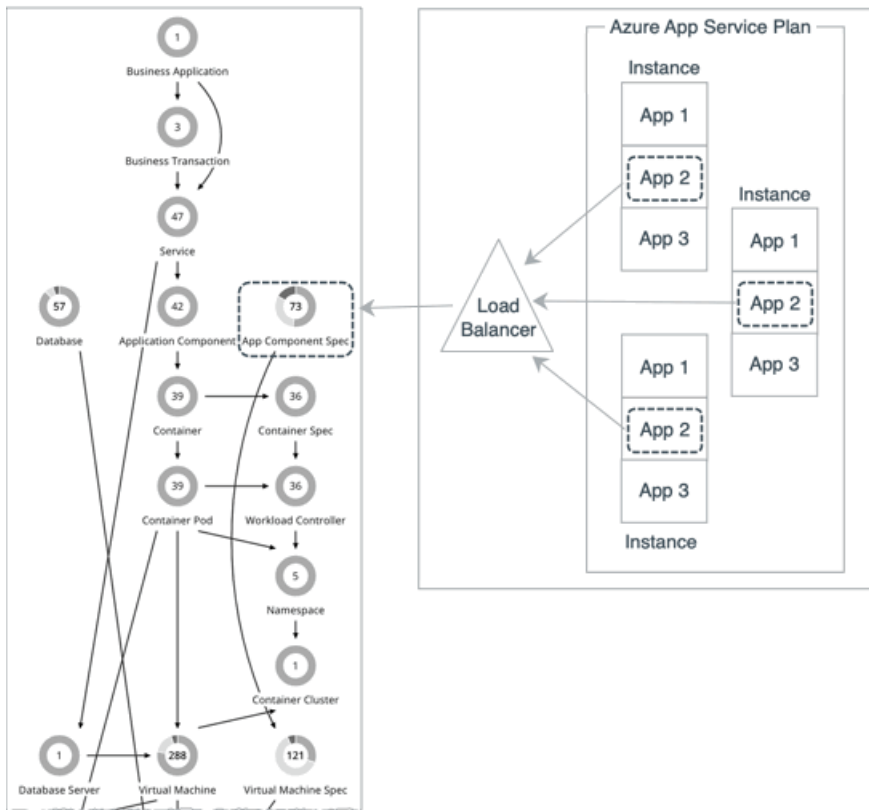 1
Business Application
3
Business Transaction
47
Service
57
Database
42
Application Component
73
App Component Spec
39
Container
36
Container Spec
39
Container Pod
36
Workload Controller
5
Namespace
1
Container Cluster
1
Database Server
288
Virtual Machine
121
Virtual Machine Spec
Azure App Service Plan
Instance
App 1
App 2
App 3
Instance
App 1
App 2
App 3
Load
Balancer
App 1
App 2
App 3
Instance